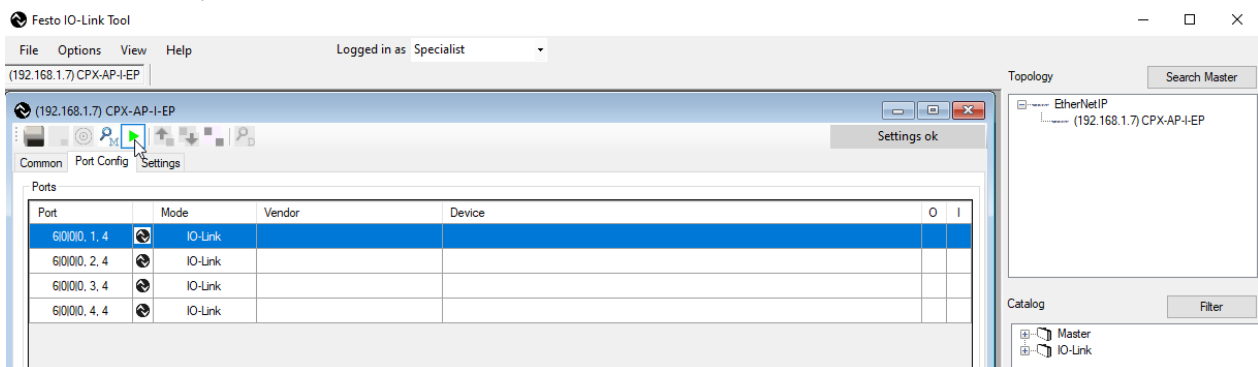 Festo IO-Link Tool
File Options View Help Logged in as Specialist
(192.168.1.7) CPX-AP-I-EP
Topology Search Master
(192.168.1.7) CPX-AP-I-EP
EtherNetIP
(192.168.1.7) CPX-AP-I-EP
Settings ok
Common Port Config Settings
Ports
Port Mode Vendor Device O I
6|0|0|0, 1, 4 IO-Link
6|0|0|0, 2, 4 IO-Link
6|0|0|0, 3, 4 IO-Link
6|0|0|0, 4, 4 IO-Link
Catalog Filter
Master
IO-Link